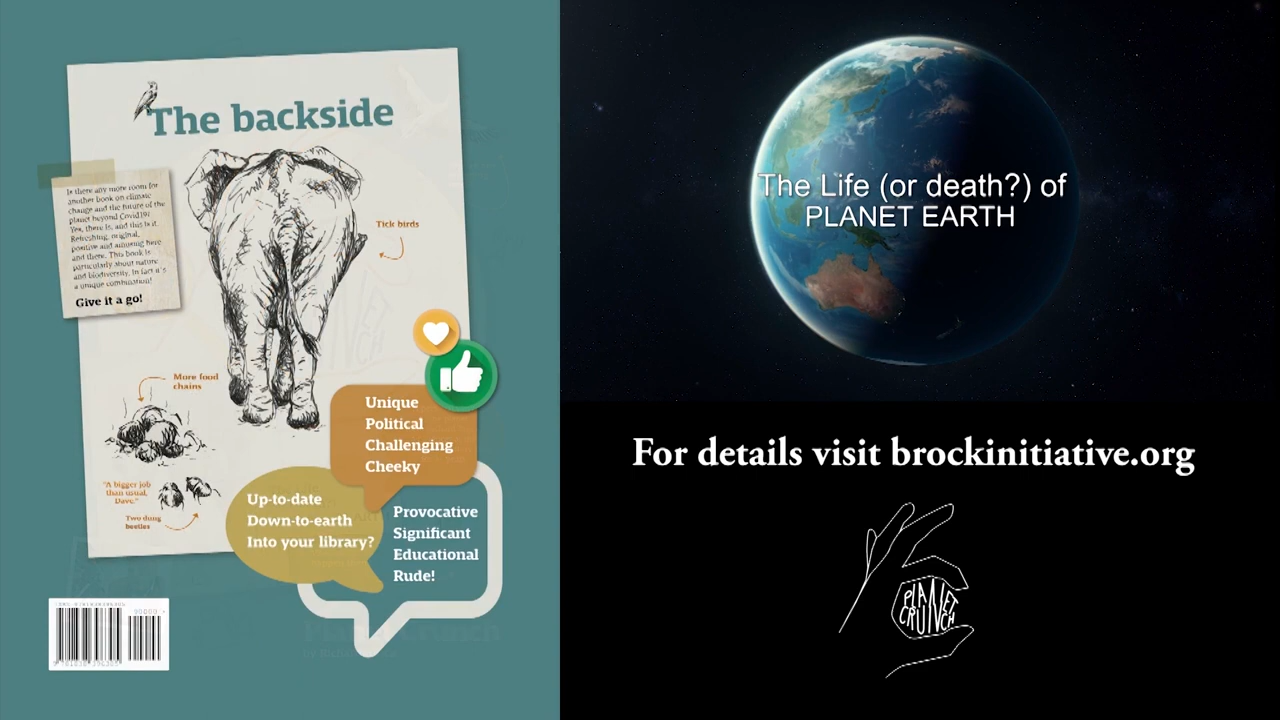 The backside
Is there any more room for
another book on climate
change and the future of the
planet beyond Covid19?
Yes, there is, and this is it.
Refreshing, original,
positive and amusing here
and there. This book is
particularly about nature
and biodiversity, in fact it's
a unique combination!
Give it a go!
Tick birds
More food
chains
"A bigger job
than usual,
Dave."
Two dung
beetles
Unique
Political
Challenging
Cheeky
Up-to-date
Down-to-earth
Into your library?
Provocative
Significant
Educational
Rude!
90000
The Life (or death?) of
PLANET EARTH
For details visit brockinitiative.org
PLANET
CRUNCH